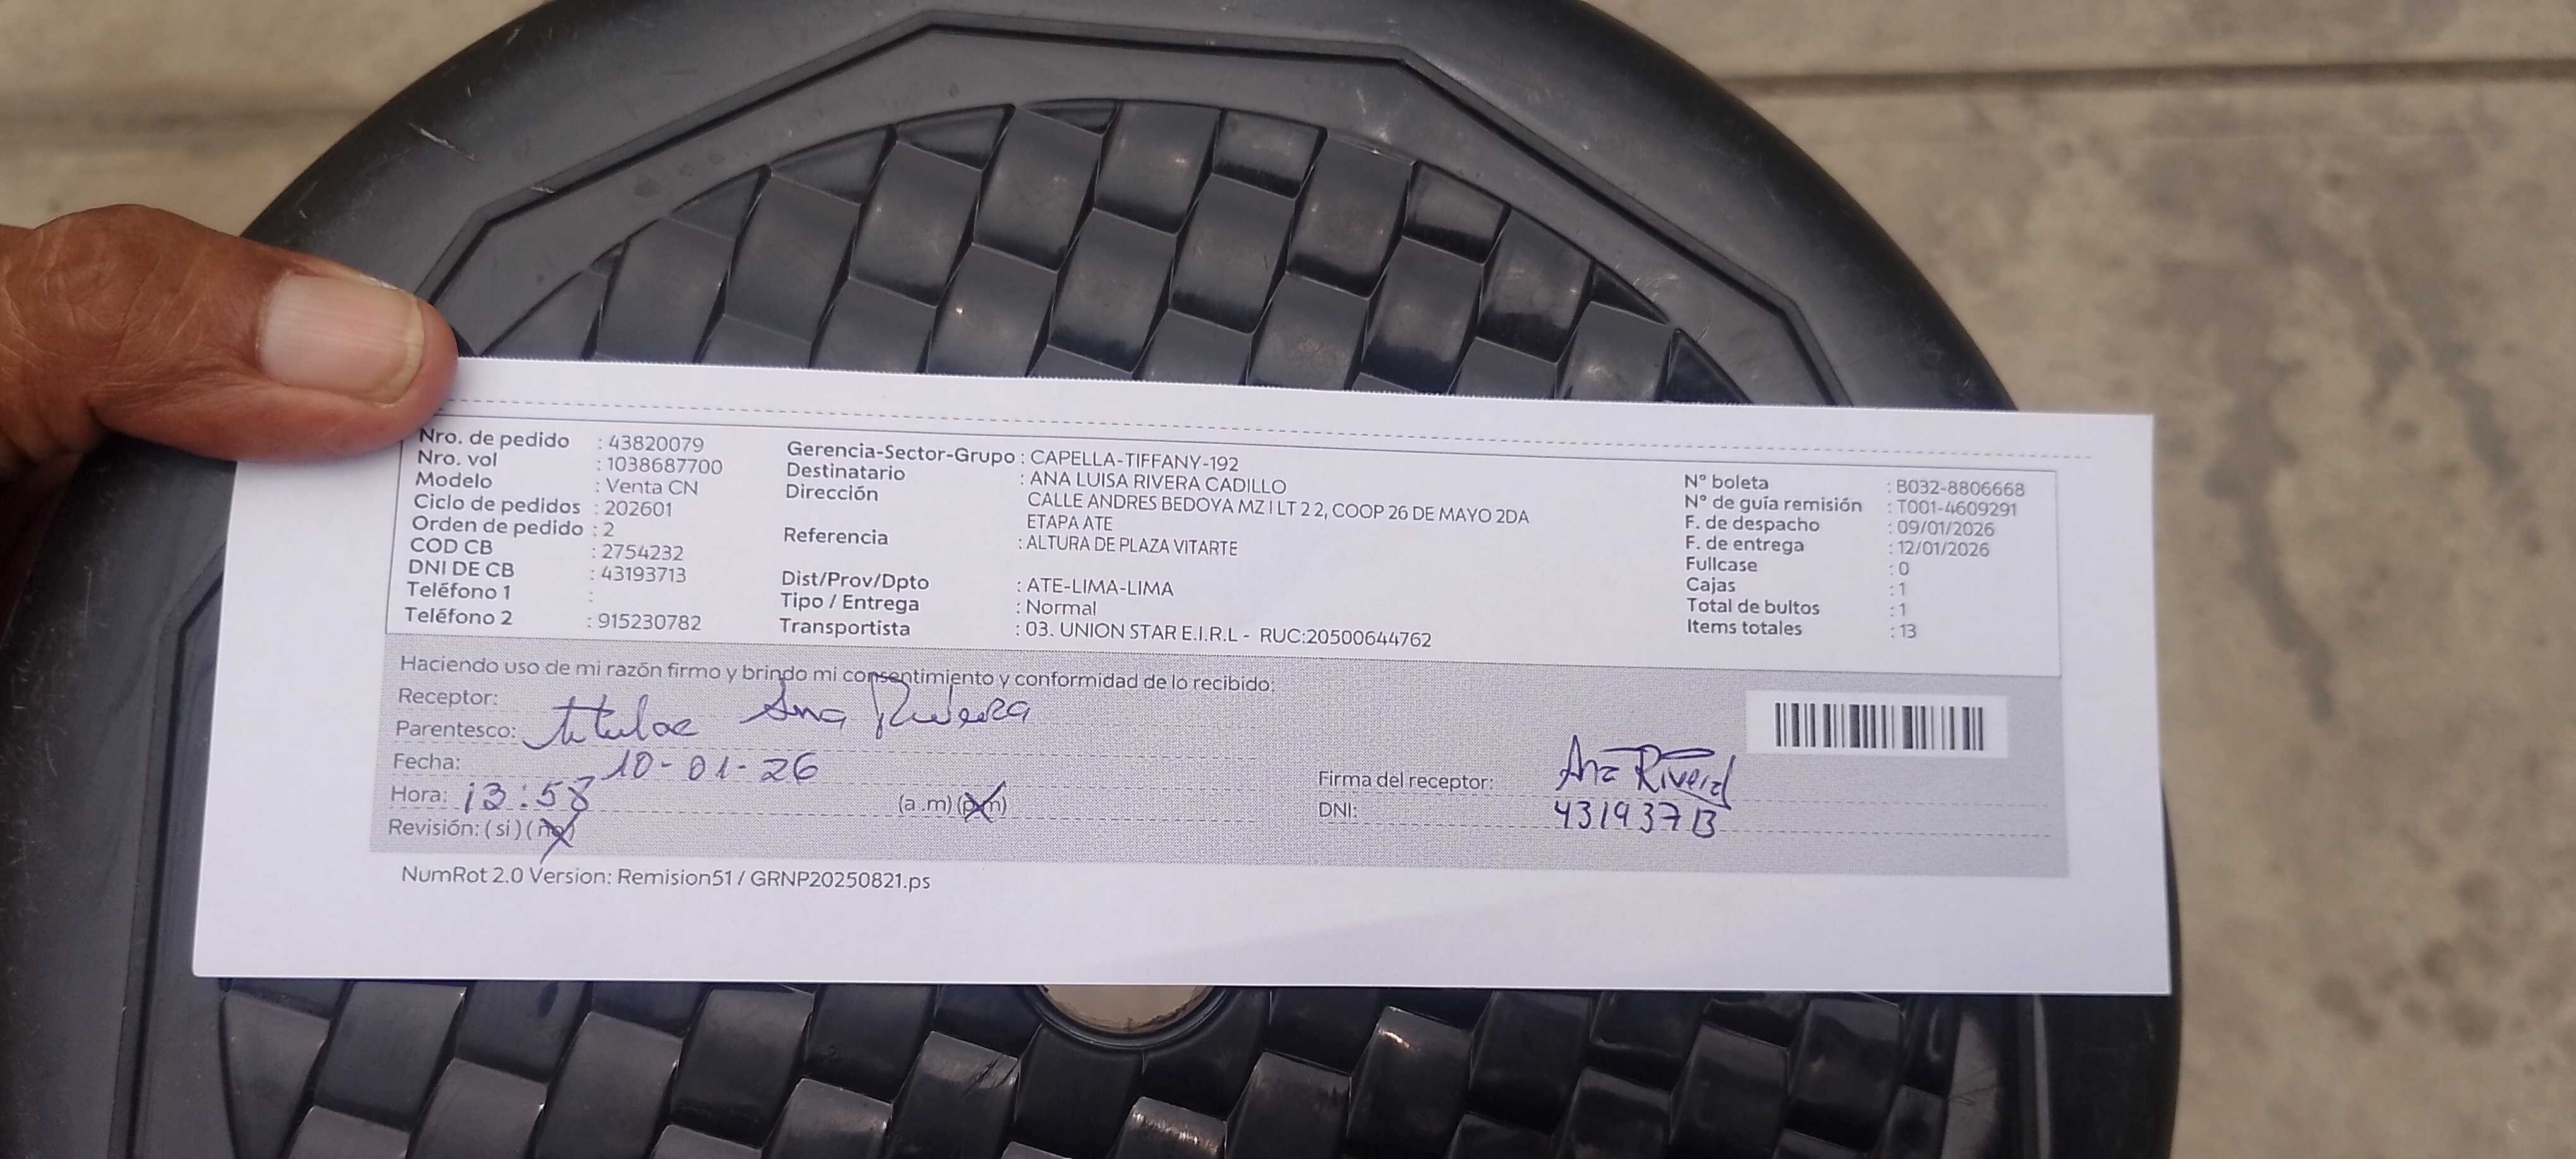 Nro. de pedido : 43820079
Nro. vol : 1038687700
Modelo : Venta CN
Ciclo de pedidos : 202601
Orden de pedido : 2
COD CB : 2754232
DNI DE CB : 43193713
Teléfono 1 :
Teléfono 2 : 915230782
Gerencia-Sector-Grupo : CAPELLA-TIFFANY-192
Destinatario : ANA LUISA RIVERA CADILLO
Dirección CALLE ANDRES BEDOYA MZ I LT 2 2, COOP 26 DE MAYO 2DA
ETAPA ATE
Referencia : ALTURA DE PLAZA VITARTE
Dist/Prov/Dpto : ATE-LIMA-LIMA
Tipo / Entrega : Normal
Transportista : 03. UNION STAR E.I.R.L - RUC:20500644762
N° boleta : B032-8806668
N° de guía remisión : T001-4609291
F. de despacho : 09/01/2026
F. de entrega : 12/01/2026
Fullcase : 0
Cajas : 1
Total de bultos : 1
Items totales : 13
Haciendo uso de mi razón firmo y brindo mi consentimiento y conformidad de lo recibido:
Receptor: Ana Rivera
Parentesco: titular
Fecha: 10-01-26
Hora: 13:58 (a .m) (p.m)
Revisión: ( si ) ( no )
Firma del receptor: Ana Rivera
DNI: 43193713
NumRot 2.0 Version: Remision51 / GRNP20250821.ps